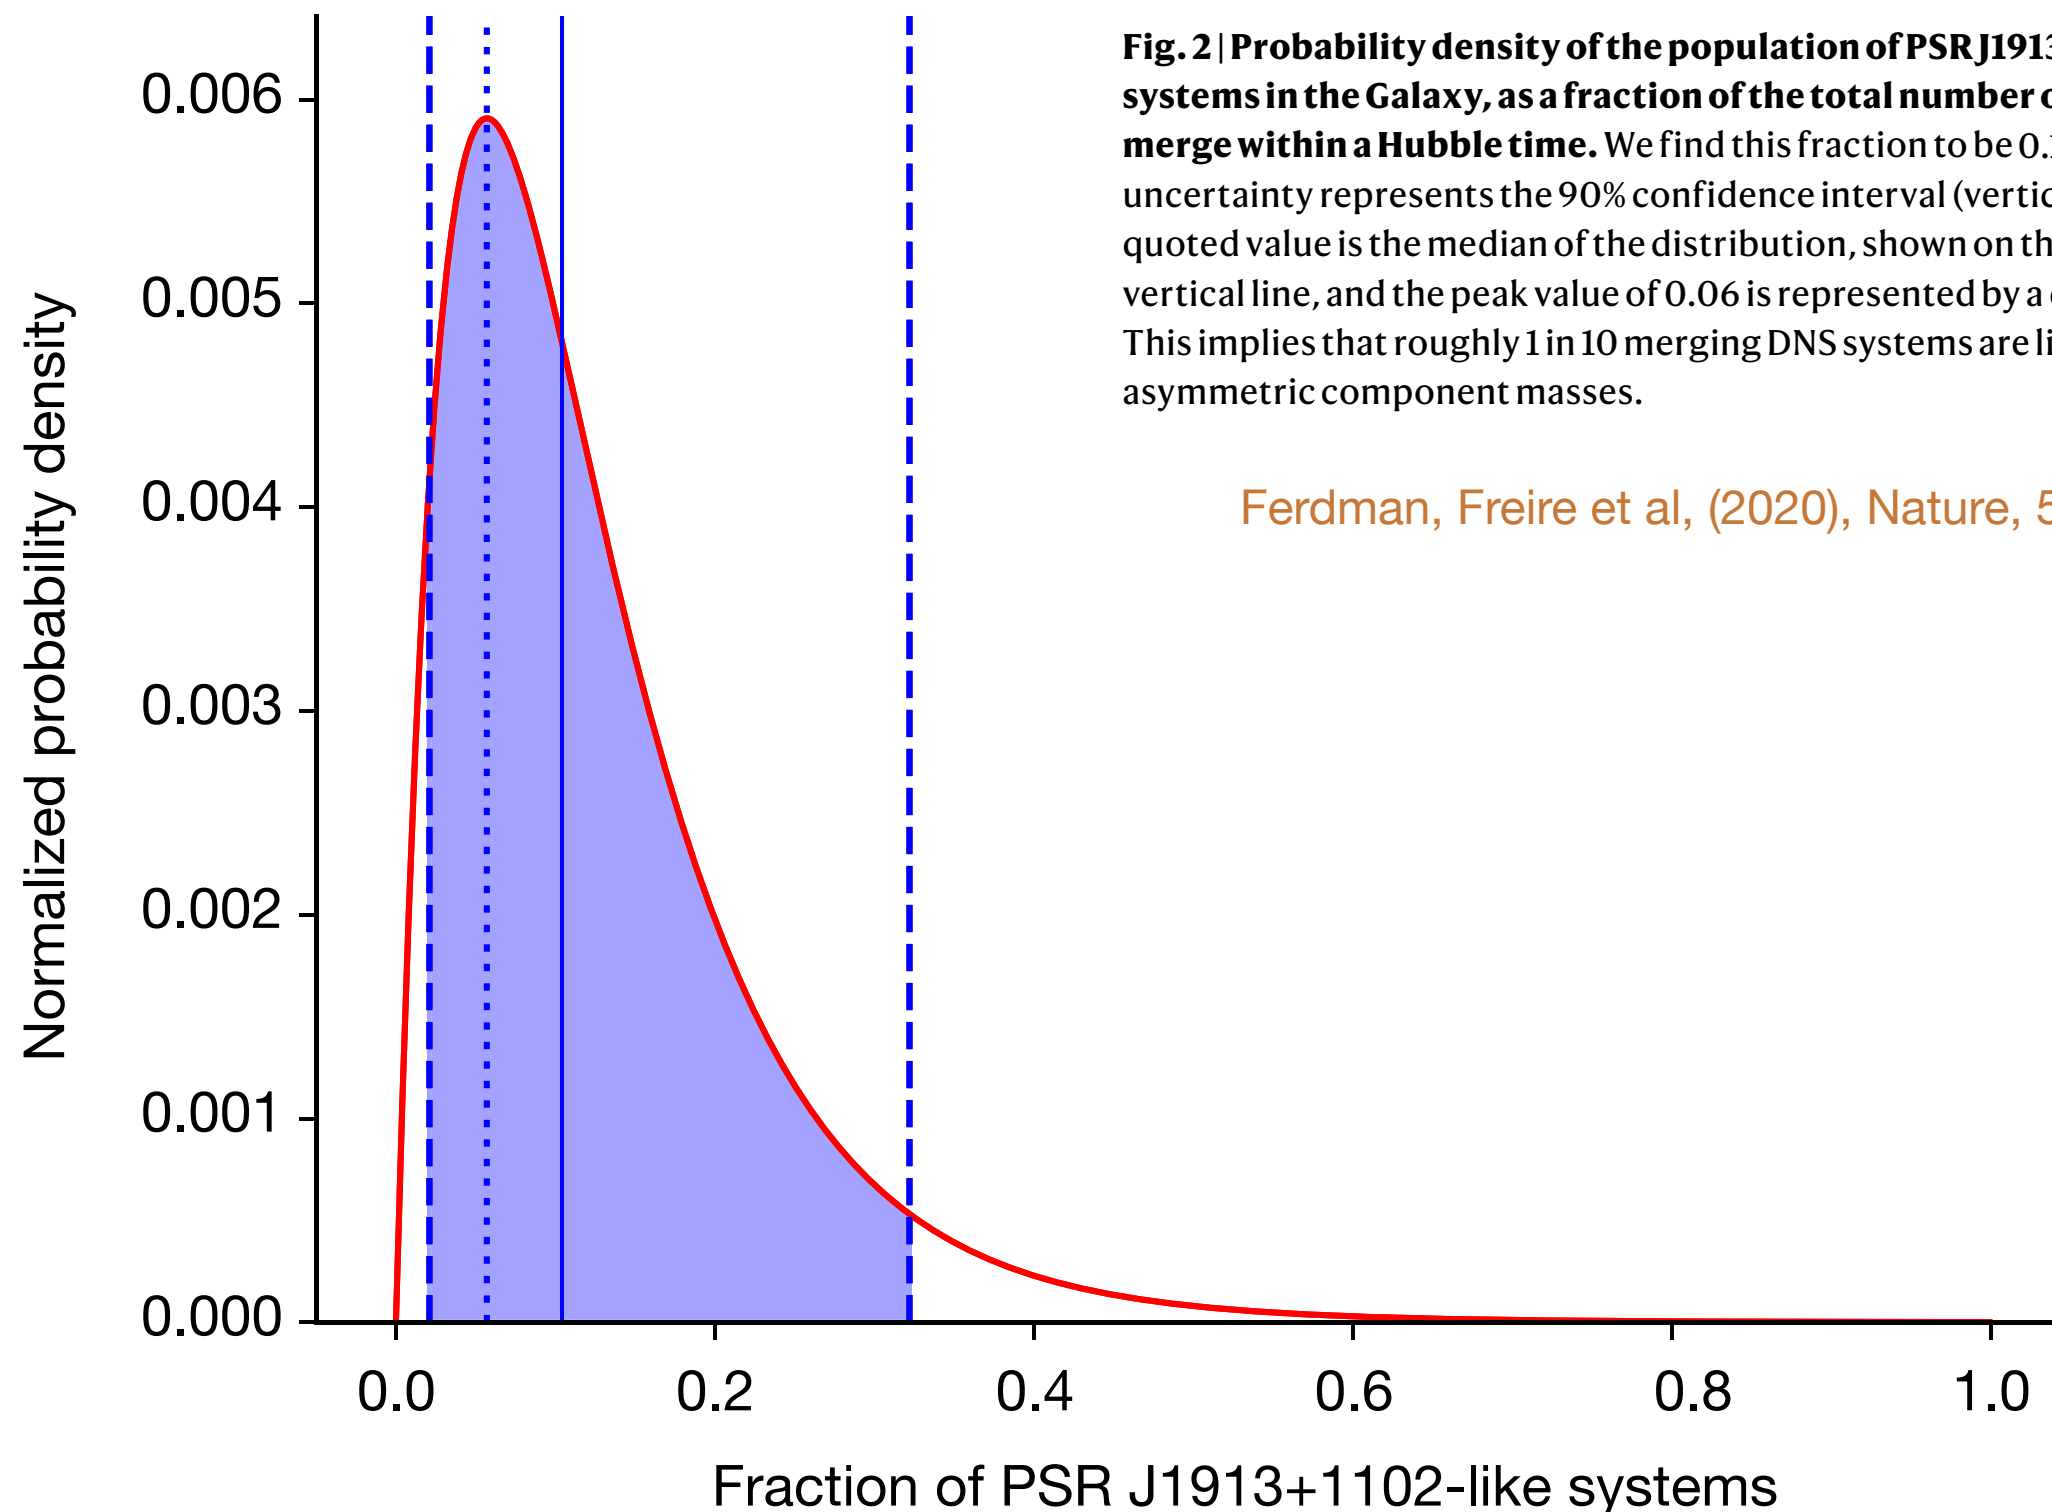 Fig. 2 | Probability density of the population of PSR J1913
systems in the Galaxy, as a fraction of the total number
merge within a Hubble time. We find this fraction to be 0.
uncertainty represents the 90% confidence interval
quoted value is the median of the distribution, shown on
vertical line, and the peak value of 0.06 is represented by a
This implies that roughly 1 in 10 merging DNS systems are
asymmetric component masses.
Ferdman, Freire et al, (2020), Nature, 5
Normalized probability density
0.006
0.005
0.004
0.003
0.002
0.001
0.000
0.0 0.2 0.4 0.6 0.8 1.0
Fraction of PSR J1913+1102-like systems